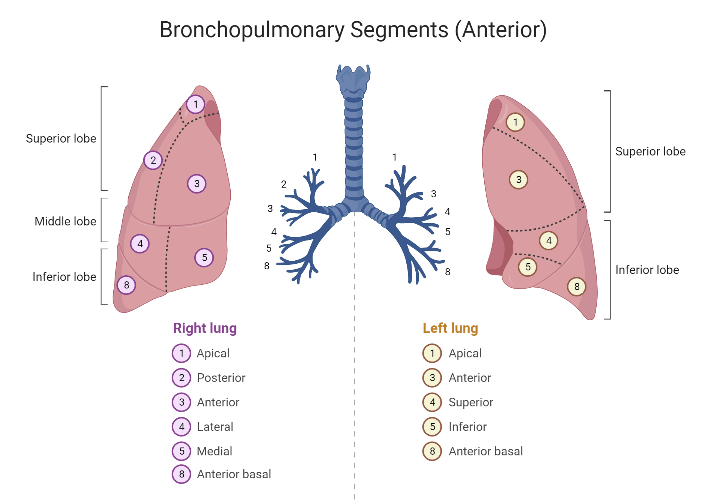 Bronchopulmonary Segments (Anterior)
Superior lobe
Middle lobe
Inferior lobe
1
2
3
4
5
8
1
2
3
4
5
8
1
3
4
5
8
1
3
4
5
8
Superior lobe
Inferior lobe
Right lung
1 Apical
2 Posterior
3 Anterior
4 Lateral
5 Medial
8 Anterior basal
Left lung
1 Apical
3 Anterior
4 Superior
5 Inferior
8 Anterior basal